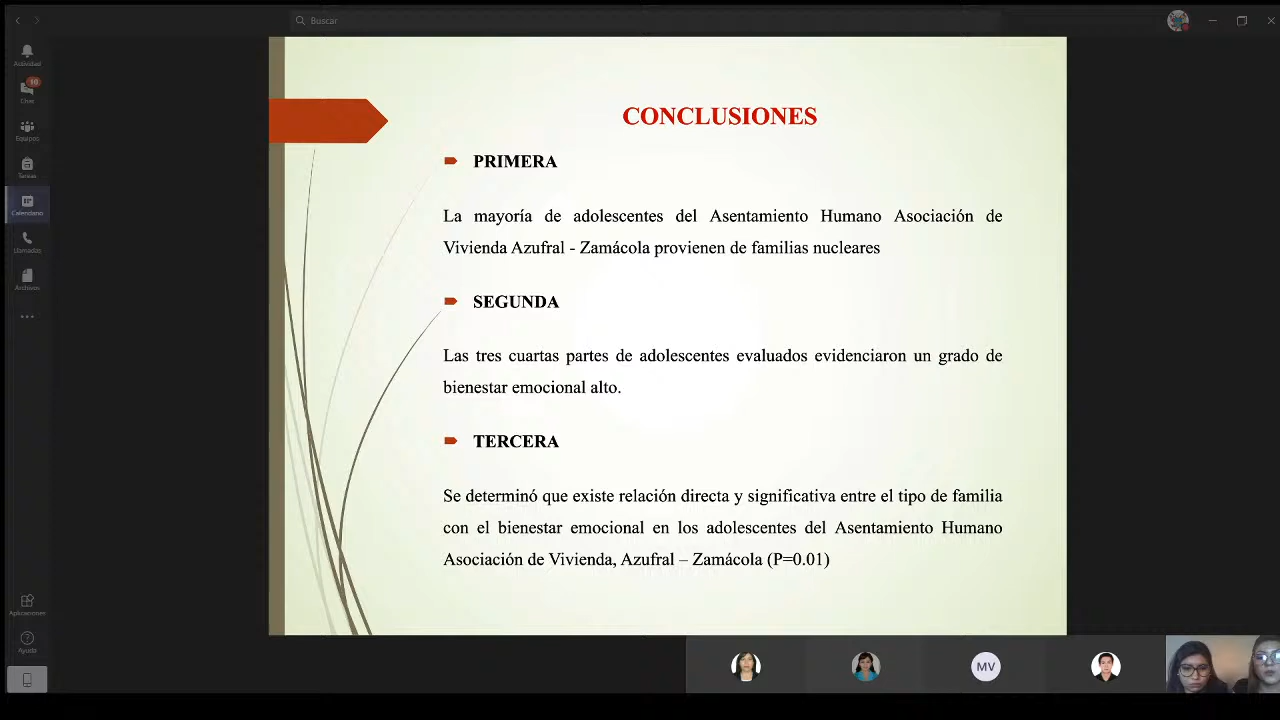 Buscar
Actividad
10
Chat
Equipos
Tareas
Calendario
Llamadas
Archivos
Aplicaciones
Ayuda
CONCLUSIONES
PRIMERA
La mayoría de adolescentes del Asentamiento Humano Asociación de
Vivienda Azufral - Zamácola provienen de familias nucleares
SEGUNDA
Las tres cuartas partes de adolescentes evaluados evidenciaron un grado de
bienestar emocional alto.
TERCERA
Se determinó que existe relación directa y significativa entre el tipo de familia
con el bienestar emocional en los adolescentes del Asentamiento Humano
Asociación de Vivienda, Azufral – Zamácola (P=0.01)
MV